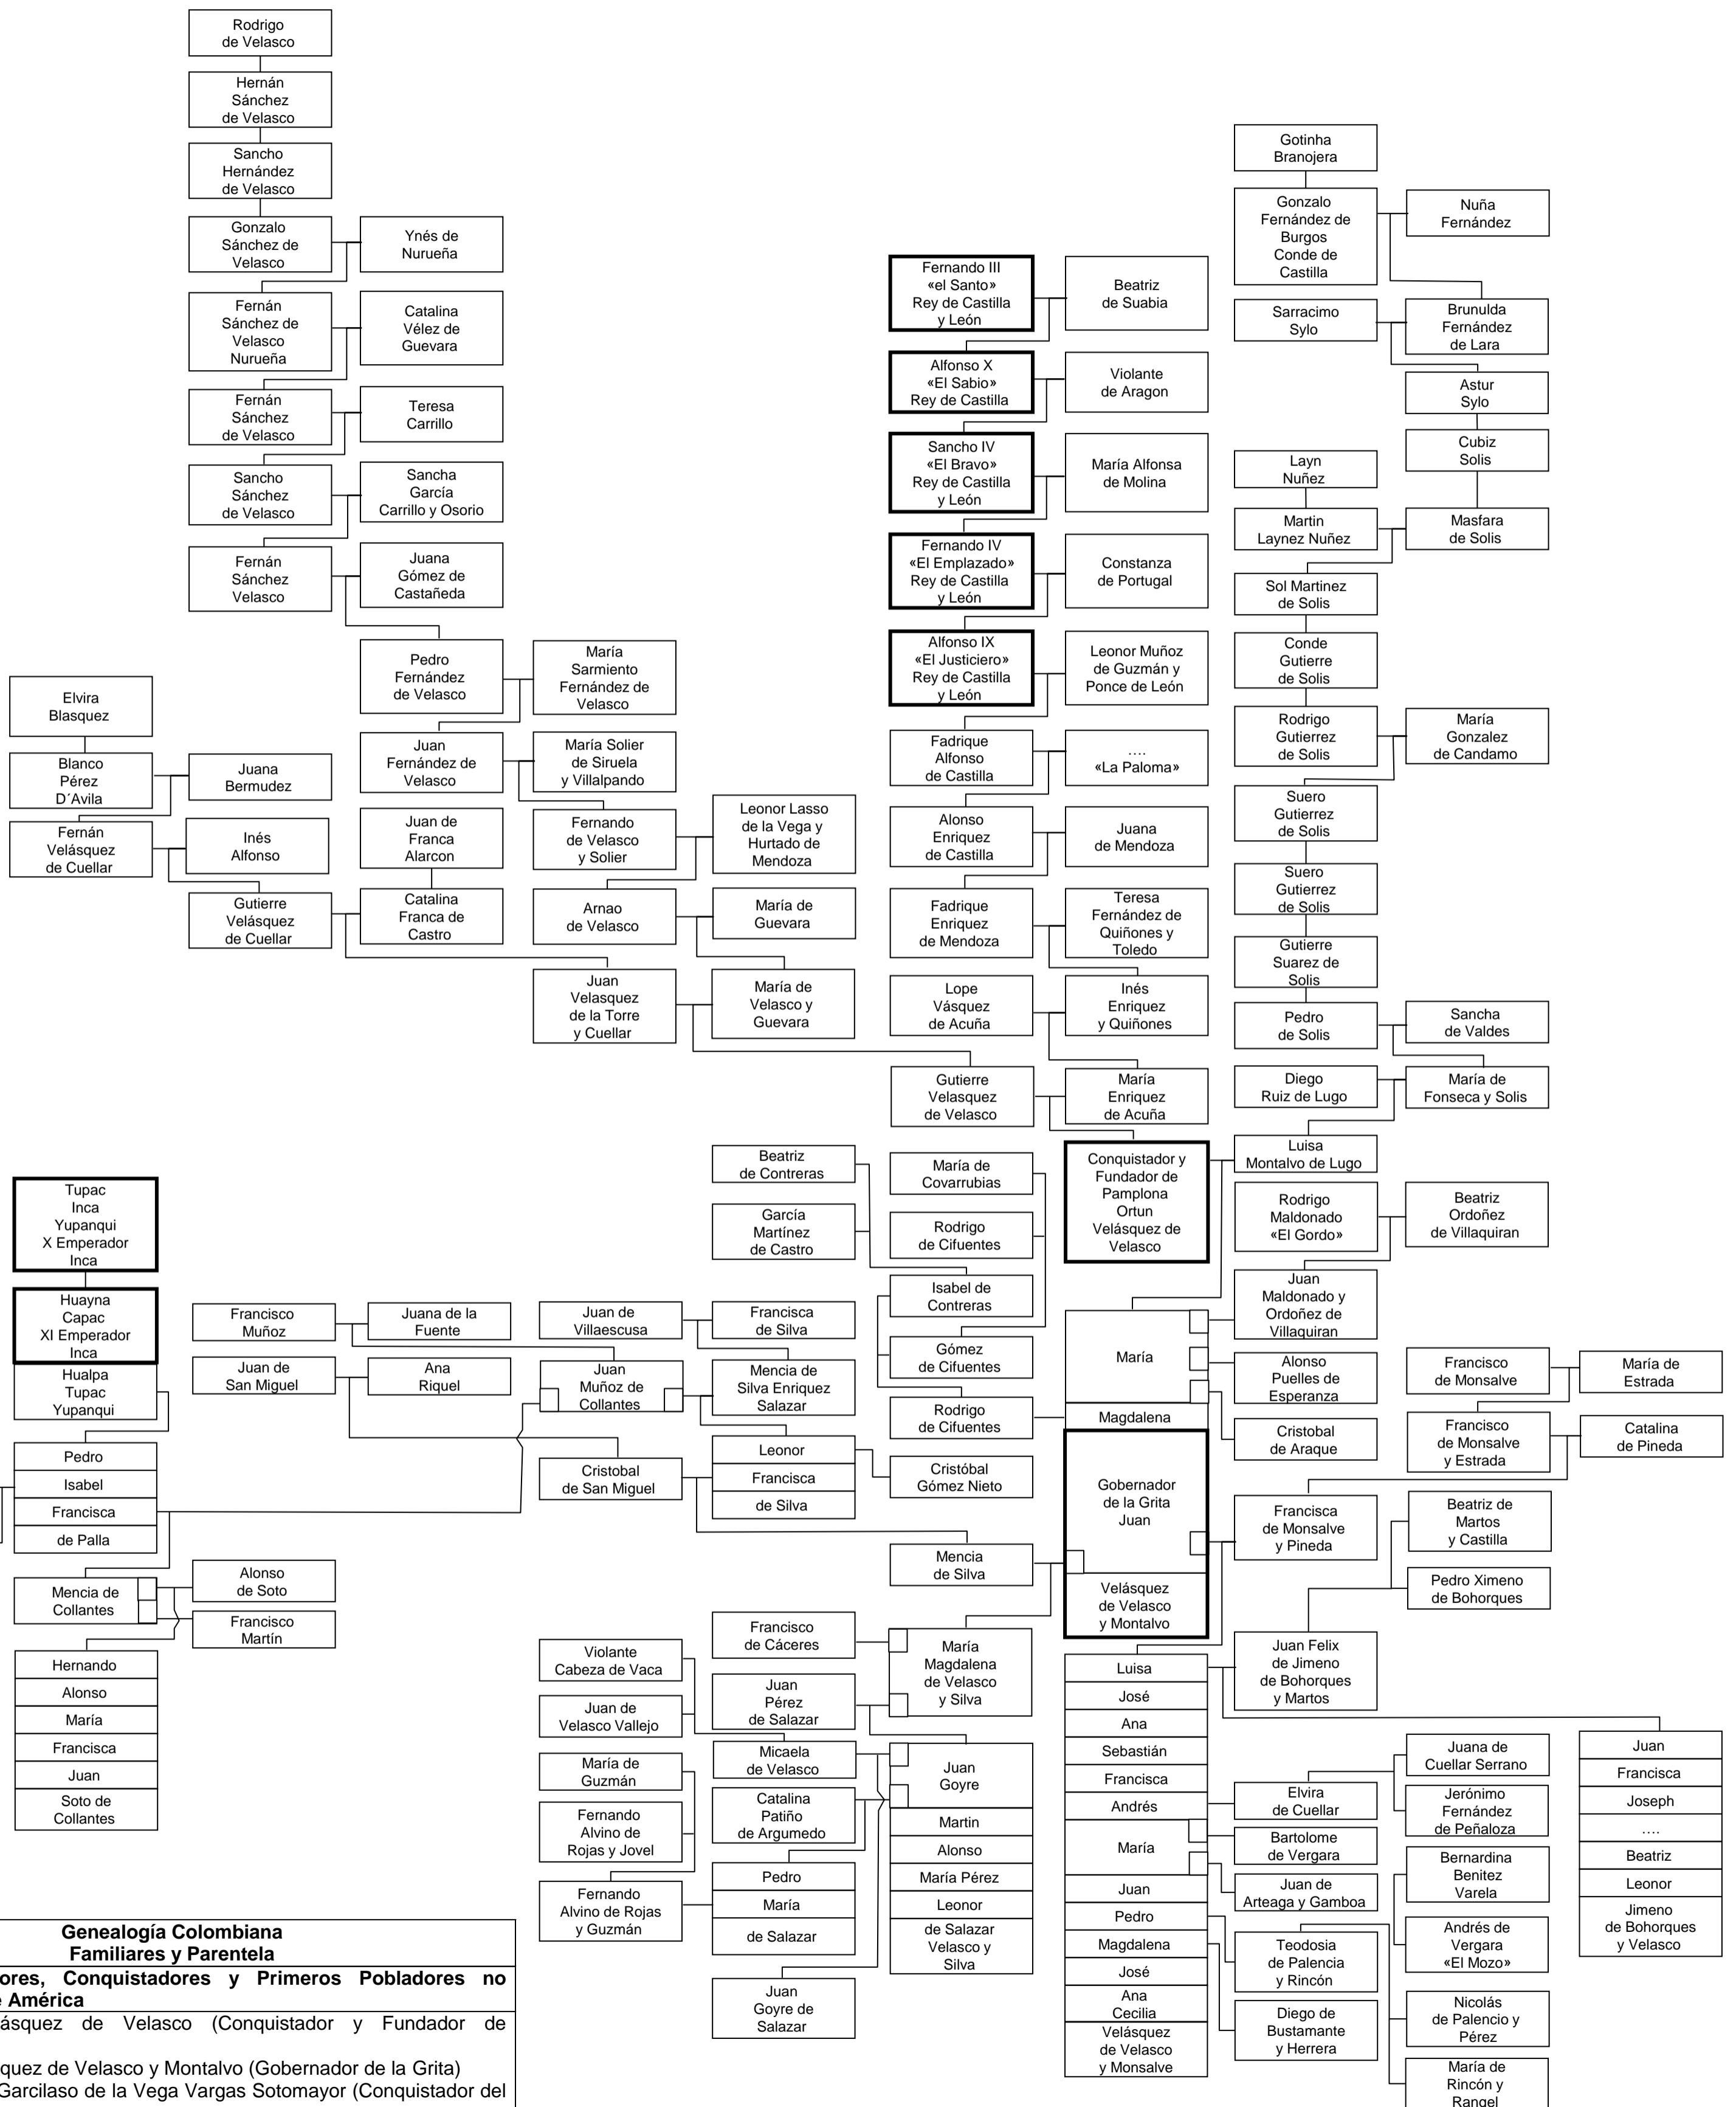 Rodrigo
de Velasco
Hernán
Sánchez
de Velasco
Sancho
Hernández
de Velasco
Gonzalo
Sánchez de
Velasco
Ynés de
Nurueña
Fernán
Sánchez de
Velasco
Nurueña
Catalina
Vélez de
Guevara
Fernán
Sánchez
de Velasco
Teresa
Carrillo
Sancho
Sánchez
de Velasco
Sancha
García
Carrillo y Osorio
Fernán
Sánchez
Velasco
Juana
Gómez de
Castañeda
Pedro
Fernández
de Velasco
María
Sarmiento
Fernández de
Velasco
Elvira
Blasquez
Blanco
Pérez
D´Avila
Juana
Bermudez
Juan
Fernández de
Velasco
María Solier
de Siruela
y Villalpando
Fernán
Velásquez
de Cuellar
Inés
Alfonso
Juan de
Franca
Alarcon
Fernando
de Velasco
y Solier
Leonor Lasso
de la Vega y
Hurtado de
Mendoza
Gutierre
Velásquez
de Cuellar
Catalina
Franca de
Castro
Arnao
de Velasco
María de
Guevara
Juan
Velasquez
de la Torre
y Cuellar
María de
Velasco y
Guevara
Fernando III
«el Santo»
Rey de Castilla
y León
Beatriz
de Suabia
Alfonso X
«El Sabio»
Rey de Castilla
Violante
de Aragon
Sancho IV
«El Bravo»
Rey de Castilla
y León
María Alfonsa
de Molina
Fernando IV
«El Emplazado»
Rey de Castilla
y León
Constanza
de Portugal
Alfonso IX
«El Justiciero»
Rey de Castilla
y León
Leonor Muñoz
de Guzmán y
Ponce de León
Fadrique
Alfonso
de Castilla
....
«La Paloma»
Alonso
Enriquez
de Castilla
Juana
de Mendoza
Fadrique
Enriquez
de Mendoza
Teresa
Fernández de
Quiñones y
Toledo
Lope
Vásquez
de Acuña
Inés
Enriquez
y Quiñones
Gutierre
Velasquez
de Velasco
María
Enriquez
de Acuña
Gotinha
Branojera
Gonzalo
Fernández de
Burgos
Conde de
Castilla
Nuña
Fernández
Sarracimo
Sylo
Brunulda
Fernández
de Lara
Astur
Sylo
Cubiz
Solis
Layn
Nuñez
Martin
Laynez Nuñez
Masfara
de Solis
Sol Martinez
de Solis
Conde
Gutierre
de Solis
Rodrigo
Gutierrez
de Solis
María
Gonzalez
de Candamo
Suero
Gutierrez
de Solis
Suero
Gutierrez
de Solis
Gutierre
Suarez de
Solis
Pedro
de Solis
Sancha
de Valdes
Diego
Ruiz de Lugo
María de
Fonseca y Solis
Conquistador y
Fundador de
Pamplona
Ortun
Velásquez de
Velasco
Luisa
Montalvo de Lugo
Rodrigo
Maldonado
«El Gordo»
Beatriz
Ordoñez
de Villaquiran
Juan
Maldonado y
Ordoñez de
Villaquiran
Beatriz
de Contreras
María de
Covarrubias
García
Martínez
de Castro
Rodrigo
de Cifuentes
Isabel de
Contreras
Gómez
de Cifuentes
Rodrigo
de Cifuentes
María
Magdalena
Alonso
Puelles de
Esperanza
Cristobal
de Araque
Francisco
de Monsalve
María de
Estrada
Francisco
de Monsalve
y Estrada
Catalina
de Pineda
Gobernador
de la Grita
Juan
Velásquez
de Velasco
y Montalvo
Francisca
de Monsalve
y Pineda
Beatriz de
Martos
y Castilla
Pedro Ximeno
de Bohorques
Juan Felix
de Jimeno
de Bohorques
y Martos
Tupac
Inca
Yupanqui
X Emperador
Inca
Huayna
Capac
XI Emperador
Inca
Hualpa
Tupac
Yupanqui
Pedro
Isabel
Francisca
de Palla
Francisco
Muñoz
Juana de la
Fuente
Juan de
San Miguel
Ana
Riquel
Juan de
Villaescusa
Francisca
de Silva
Juan
Muñoz de
Collantes
Mencia de
Silva Enriquez
Salazar
Cristobal
de San Miguel
Leonor
Francisca
de Silva
Cristóbal
Gómez Nieto
Mencia
de Silva
Mencia de
Collantes
Alonso
de Soto
Francisco
Martín
Hernando
Alonso
María
Francisca
Juan
Soto de
Collantes
Francisco
de Cáceres
María
Magdalena
de Velasco
y Silva
Juan
Pérez
de Salazar
Violante
Cabeza de Vaca
Juan de
Velasco Vallejo
Micaela
de Velasco
Juan
Goyre
Martin
Alonso
María Pérez
Leonor
de Salazar
Velasco y
Silva
María de
Guzmán
Fernando
Alvino de
Rojas y Jovel
Catalina
Patiño
de Argumedo
Fernando
Alvino de Rojas
y Guzmán
Pedro
María
de Salazar
Juan
Goyre de
Salazar
Luisa
José
Ana
Sebastián
Francisca
Andrés
María
Juan
Pedro
Magdalena
José
Ana
Cecilia
Velásquez
de Velasco
y Monsalve
Elvira
de Cuellar
Bartolome
de Vergara
Juan de
Arteaga y Gamboa
Teodosia
de Palencia
y Rincón
Diego de
Bustamante
y Herrera
Juana de
Cuellar Serrano
Jerónimo
Fernández
de Peñaloza
Bernardina
Benitez
Varela
Andrés de
Vergara
«El Mozo»
Nicolás
de Palencio y
Pérez
María de
Rincón y
Rangel
Juan
Francisca
Joseph
....
Beatriz
Leonor
Jimeno
de Bohorques
y Velasco
Genealogía Colombiana
Familiares y Parentela
ores, Conquistadores y Primeros Pobladores no
e América
ásquez de Velasco (Conquistador y Fundador de
quez de Velasco y Montalvo (Gobernador de la Grita)
Garcilaso de la Vega Vargas Sotomayor (Conquistador del